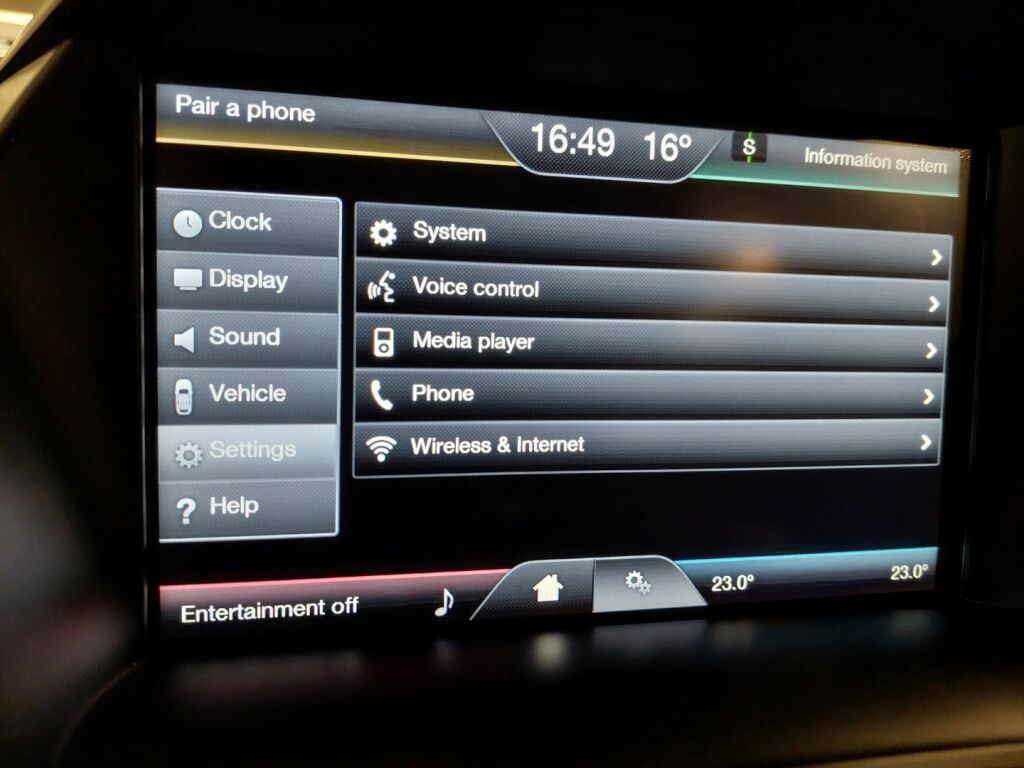 Pair a phone
16:49 16° S
Information system
Clock
Display
Sound
Vehicle
Settings
? Help
System
Voice control
Media player
Phone
Wireless & Internet
Entertainment off
23.0° 23.0°